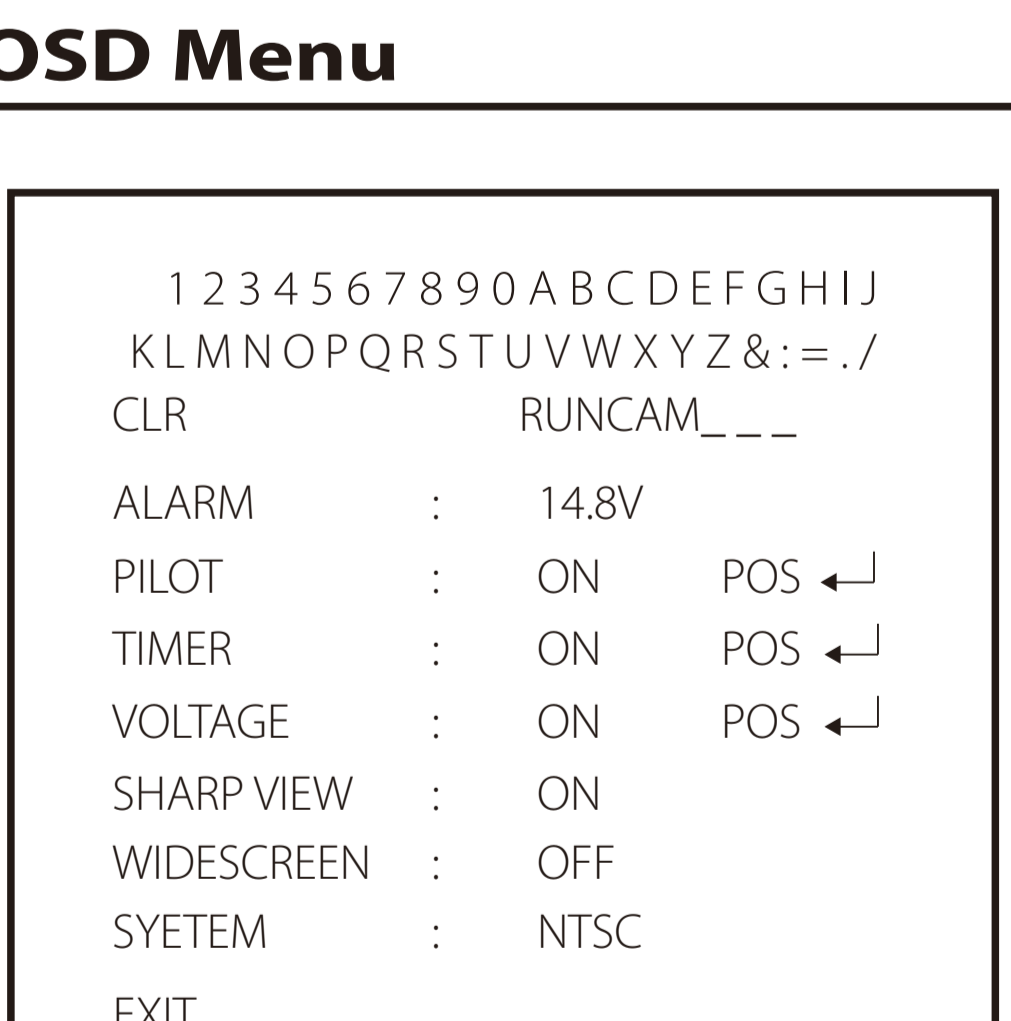 OSD Menu
1 2 3 4 5 6 7 8 9 0 A B C D E F G H I J
K L M N O P Q R S T U V W X Y Z & : = . /
CLR RUNCAM_ _ _
ALARM : 14.8V
PILOT : ON POS
TIMER : ON POS
VOLTAGE : ON POS
SHARP VIEW : ON
WIDESCREEN : OFF
SYETEM : NTSC
EXIT